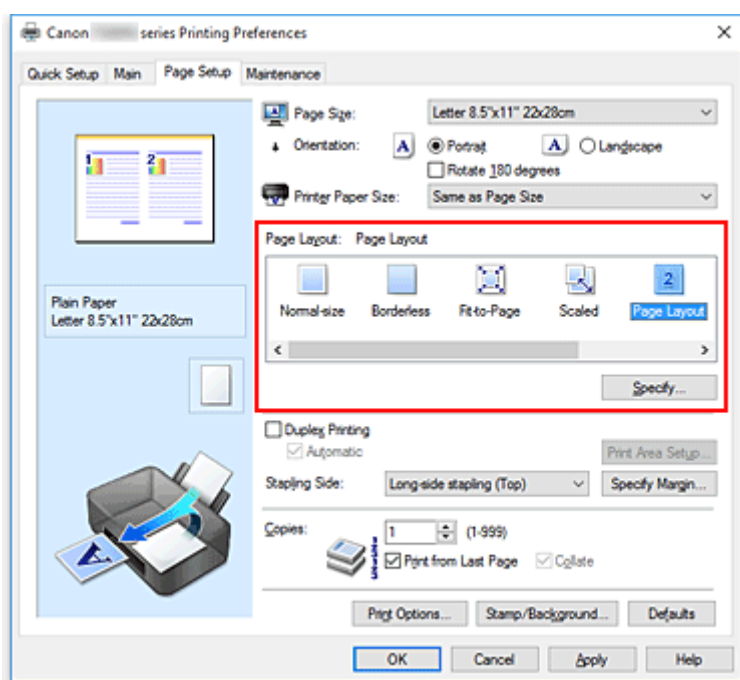 Canon series Printing Preferences
Quick Setup Main Page Setup Maintenance
1 2
Plain Paper
Letter 8.5"x11" 22x28cm
Page Size: Letter 8.5"x11" 22x28cm
Orientation: A Portrait A Landscape
Rotate 180 degrees
Printer Paper Size: Same as Page Size
Page Layout: Page Layout
2
Normal-size Borderless Fit-to-Page Scaled Page Layout
Specify...
Duplex Printing
Automatic Print Area Setup...
Stapling Side: Long-side stapling (Top) Specify Margin...
Copies: 1 (1-999)
Print from Last Page Collate
A
Print Options... Stamp/Background... Defaults
OK Cancel Apply Help